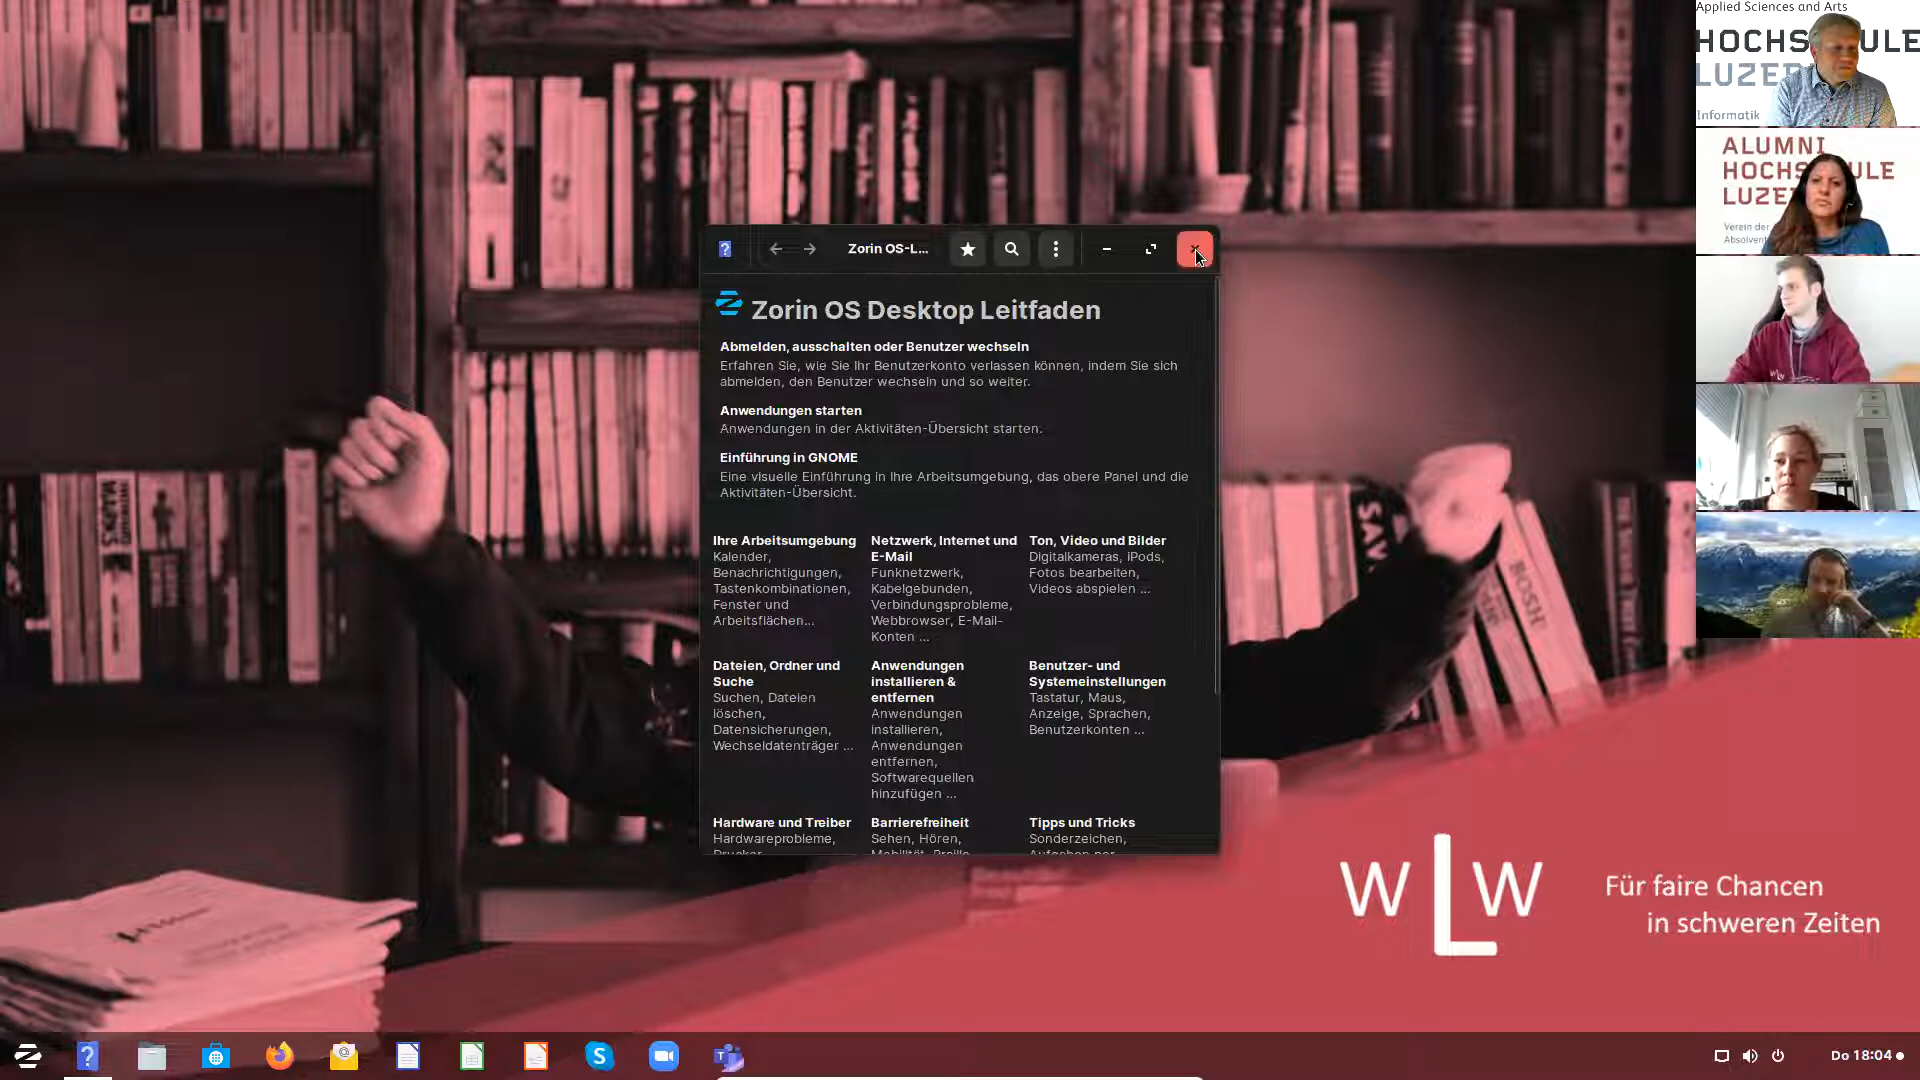 Applied Sciences and Arts
HOCHS ULE
LUZE
Informatik
ALUMNI
HOCHS ULE
LUZE
Verein der
Absolvent
Zorin OS-L...
Zorin OS Desktop Leitfaden
Abmelden, ausschalten oder Benutzer wechseln
Erfahren Sie, wie Sie Ihr Benutzerkonto verlassen können, indem Sie sich
abmelden, den Benutzer wechseln und so weiter.
Anwendungen starten
Anwendungen in der Aktivitäten-Übersicht starten.
Einführung in GNOME
Eine visuelle Einführung in Ihre Arbeitsumgebung, das obere Panel und die
Aktivitäten-Übersicht.
Ihre Arbeitsumgebung
Kalender,
Benachrichtigungen,
Tastenkombinationen,
Fenster und
Arbeitsflächen...
Netzwerk, Internet und
E-Mail
Funknetzwerk,
Kabelgebunden,
Verbindungsprobleme,
Webbrowser, E-Mail-
Konten ...
Ton, Video und Bilder
Digitalkameras, iPods,
Fotos bearbeiten,
Videos abspielen ...
Dateien, Ordner und
Suche
Suchen, Dateien
löschen,
Datensicherungen,
Wechseldatenträger ...
Anwendungen
installieren &
entfernen
Anwendungen
installieren,
Anwendungen
entfernen,
Softwarequellen
hinzufügen ...
Benutzer- und
Systemeinstellungen
Tastatur, Maus,
Anzeige, Sprachen,
Benutzerkonten ...
Hardware und Treiber
Hardwareprobleme,
Barrierefreiheit
Sehen, Hören,
Tipps und Tricks
Sonderzeichen,
BOSH
WLW
Für faire Chancen
in schweren Zeiten
Do 18:04